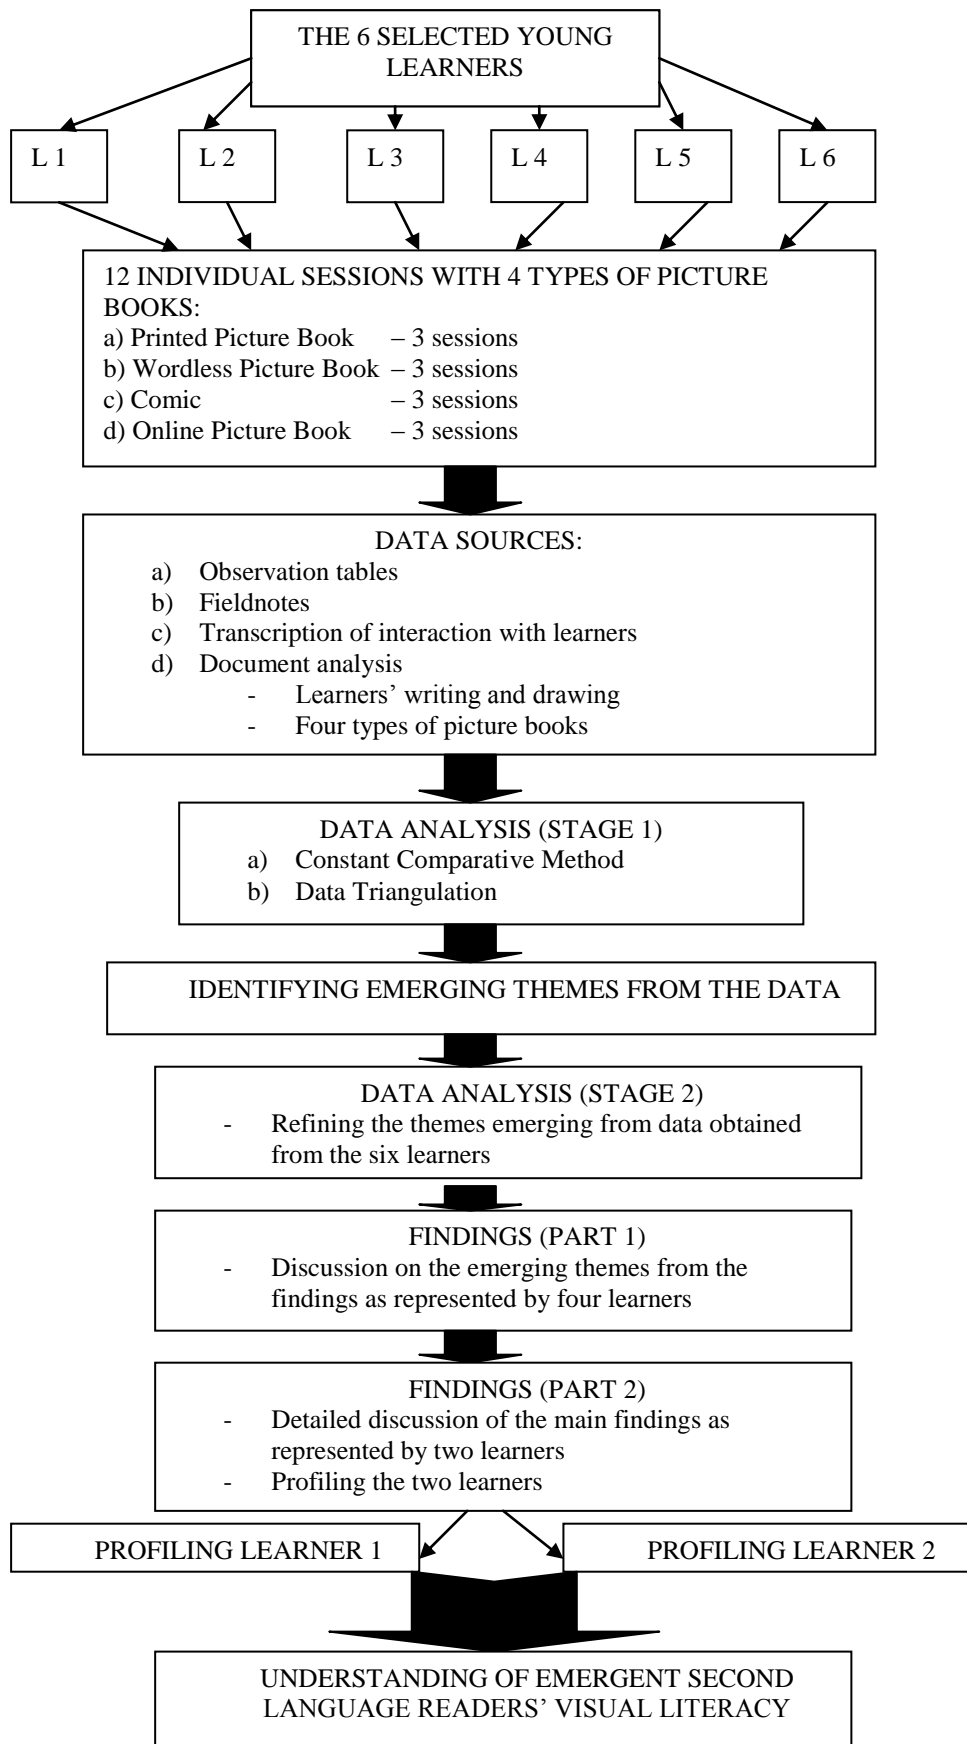 THE 6 SELECTED YOUNG
LEARNERS
L 1
L 2
L 3
L 4
L 5
L 6
12 INDIVIDUAL SESSIONS WITH 4 TYPES OF PICTURE
BOOKS:
a) Printed Picture Book – 3 sessions
b) Wordless Picture Book – 3 sessions
c) Comic – 3 sessions
d) Online Picture Book – 3 sessions
DATA SOURCES:
a) Observation tables
b) Fieldnotes
c) Transcription of interaction with learners
d) Document analysis
- Learners’ writing and drawing
- Four types of picture books
DATA ANALYSIS (STAGE 1)
a) Constant Comparative Method
b) Data Triangulation
IDENTIFYING EMERGING THEMES FROM THE DATA
DATA ANALYSIS (STAGE 2)
- Refining the themes emerging from data obtained
from the six learners
FINDINGS (PART 1)
- Discussion on the emerging themes from the
findings as represented by four learners
FINDINGS (PART 2)
- Detailed discussion of the main findings as
represented by two learners
- Profiling the two learners
PROFILING LEARNER 1
PROFILING LEARNER 2
UNDERSTANDING OF EMERGENT SECOND
LANGUAGE READERS’ VISUAL LITERACY